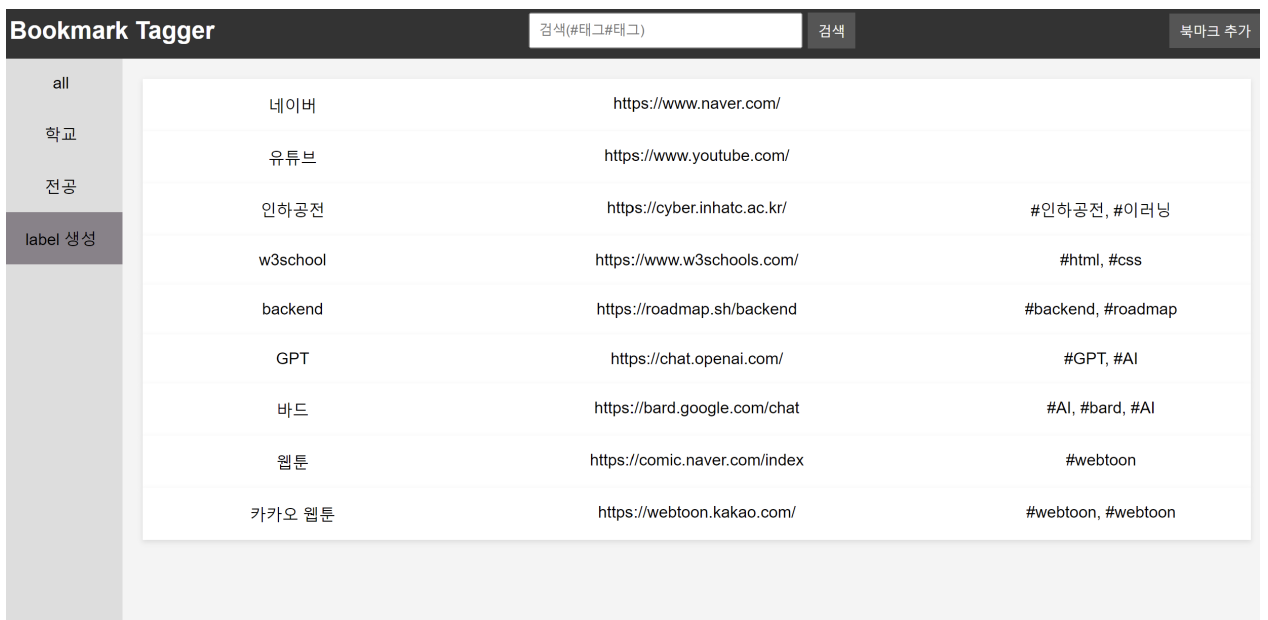 Bookmark Tagger 검색(#태그#태그) 검색 북마크 추가
all
학교
전공
label 생성
네이버 https://www.naver.com/
유튜브 https://www.youtube.com/
인하공전 https://cyber.inhatc.ac.kr/ #인하공전, #이러닝
w3school https://www.w3schools.com/ #html, #css
backend https://roadmap.sh/backend #backend, #roadmap
GPT https://chat.openai.com/ #GPT, #AI
바드 https://bard.google.com/chat #AI, #bard, #AI
웹툰 https://comic.naver.com/index #webtoon
카카오 웹툰 https://webtoon.kakao.com/ #webtoon, #webtoon